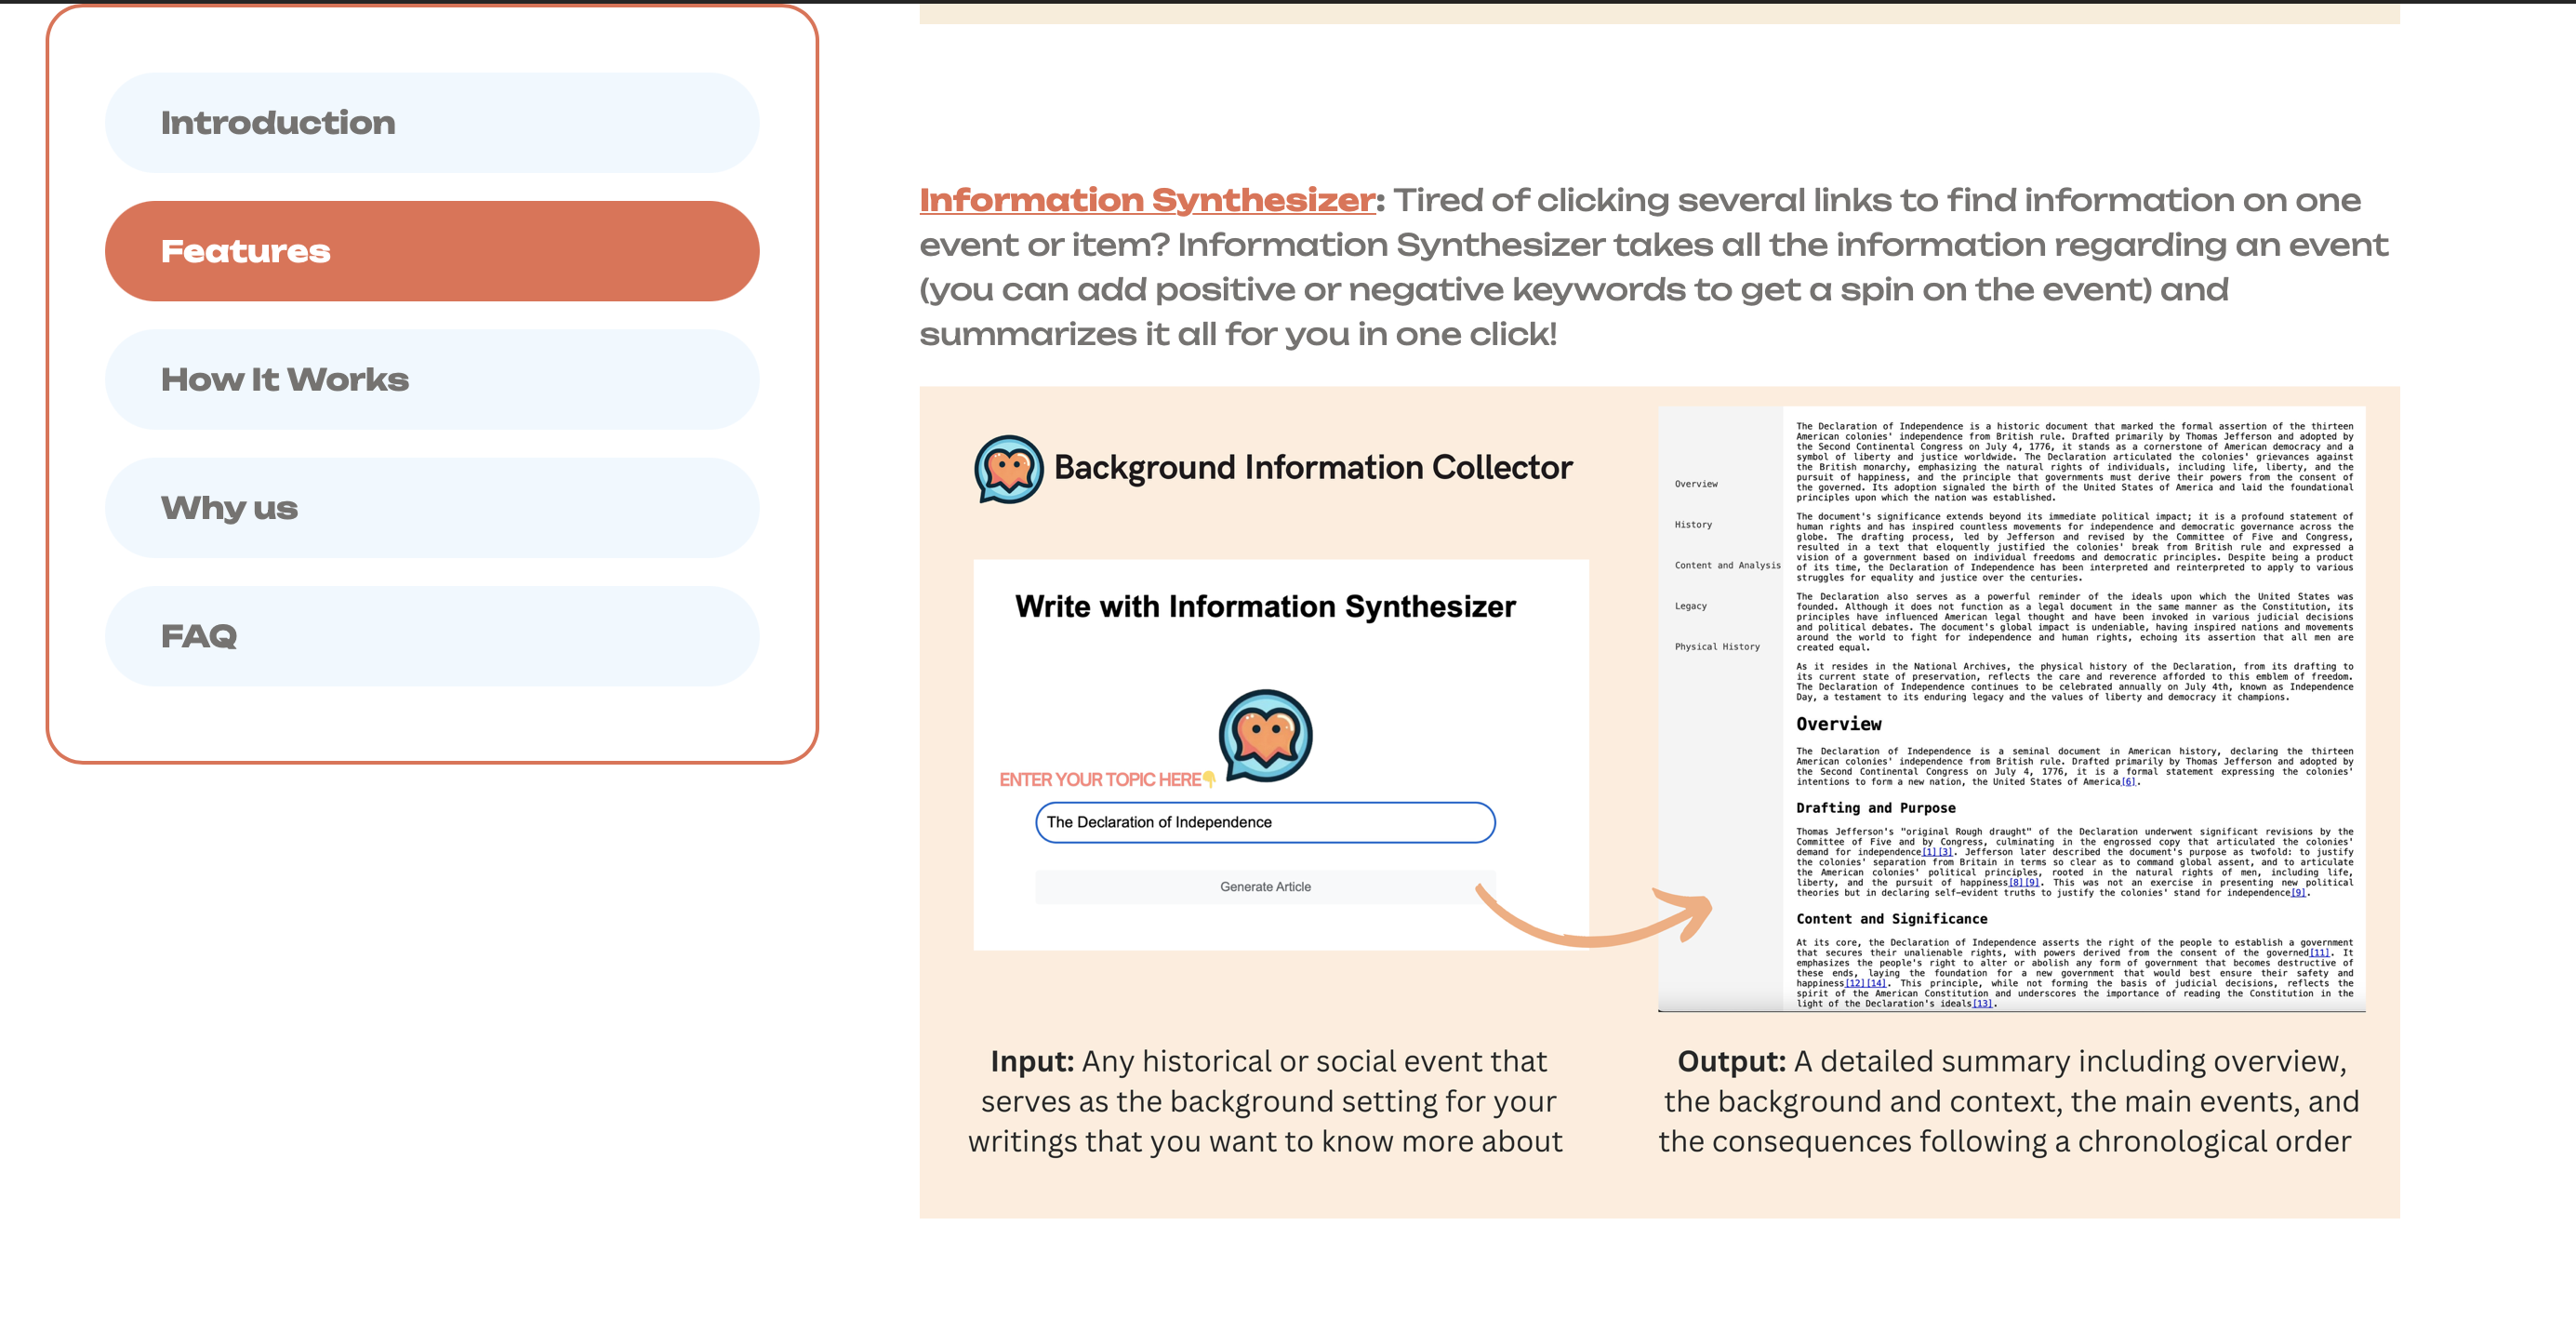 Introduction
Features
How It Works
Why us
FAQ
Information Synthesizer: Tired of clicking several links to find information on one
event or item? Information Synthesizer takes all the information regarding an event
(you can add positive or negative keywords to get a spin on the event) and
summarizes it all for you in one click!
Background Information Collector
Write with Information Synthesizer
ENTER YOUR TOPIC HERE👇
The Declaration of Independence
Generate Article
Input: Any historical or social event that
serves as the background setting for your
writings that you want to know more about
Overview
History
Content and Analysis
Legacy
Physical History
The Declaration of Independence is a historic document that marked the formal assertion of the thirteen
American colonies' independence from British rule. Drafted primarily by Thomas Jefferson and adopted by
the Second Continental Congress on July 4, 1776, it stands as a cornerstone of American democracy and a
symbol of liberty and justice worldwide. The Declaration articulated the colonies' grievances against
the British monarchy, emphasizing the natural rights of individuals, including life, liberty, and the
pursuit of happiness, and the principle that governments must derive their powers from the consent of
the governed. Its adoption signaled the birth of the United States of America and laid the foundational
principles upon which the nation was established.
The document's significance extends beyond its immediate political impact; it is a profound statement of
human rights and has inspired countless movements for independence and democratic governance across the
globe. The drafting process, led by Jefferson and revised by the Committee of Five and Congress,
resulted in a text that eloquently justified the colonies' break from British rule and expressed a
vision of a government based on individual freedoms and democratic principles. Despite being a product
of its time, the Declaration of Independence has been interpreted and reinterpreted to apply to various
struggles for equality and justice over the centuries.
The Declaration also serves as a powerful reminder of the ideals upon which the United States was
founded. Although it does not function as a legal document in the same manner as the Constitution, its
principles have influenced American legal thought and have been invoked in various judicial decisions
and political debates. The document's global impact is undeniable, having inspired nations and movements
around the world to fight for independence and human rights, echoing its assertion that all men are
created equal.
As it resides in the National Archives, the physical history of the Declaration, from its drafting to
its current state of preservation, reflects the care and reverence afforded to this emblem of freedom.
The Declaration of Independence continues to be celebrated annually on July 4th, known as Independence
Day, a testament to its enduring legacy and the values of liberty and democracy it champions.
Overview
The Declaration of Independence is a seminal document in American history, declaring the thirteen
American colonies' independence from British rule. Drafted primarily by Thomas Jefferson and adopted by
the Second Continental Congress on July 4, 1776, it is a formal statement expressing the colonies'
intentions to form a new nation, the United States of America[6].
Drafting and Purpose
Thomas Jefferson's "original Rough draught" of the Declaration underwent significant revisions by the
Committee of Five and by Congress, culminating in the engrossed copy that articulated the colonies'
demand for independence[1][3]. Jefferson later described the document's purpose as twofold: to justify
the colonies' separation from Britain in terms so clear as to command global assent, and to articulate
the American colonies' political principles, rooted in the natural rights of men, including life,
liberty, and the pursuit of happiness[8][9]. This was not an exercise in presenting new political
theories but in declaring self-evident truths to justify the colonies' stand for independence[9].
Content and Significance
At its core, the Declaration of Independence asserts the right of the people to establish a government
that secures their unalienable rights, with powers derived from the consent of the governed[11]. It
emphasizes the people's right to alter or abolish any form of government that becomes destructive of
these ends, laying the foundation for a new government that would best ensure their safety and
happiness[12][14]. This principle, while not forming the basis of judicial decisions, reflects the
spirit of the American Constitution and underscores the importance of reading the Constitution in the
light of the Declaration's ideals[13].
Output: A detailed summary including overview,
the background and context, the main events, and
the consequences following a chronological order